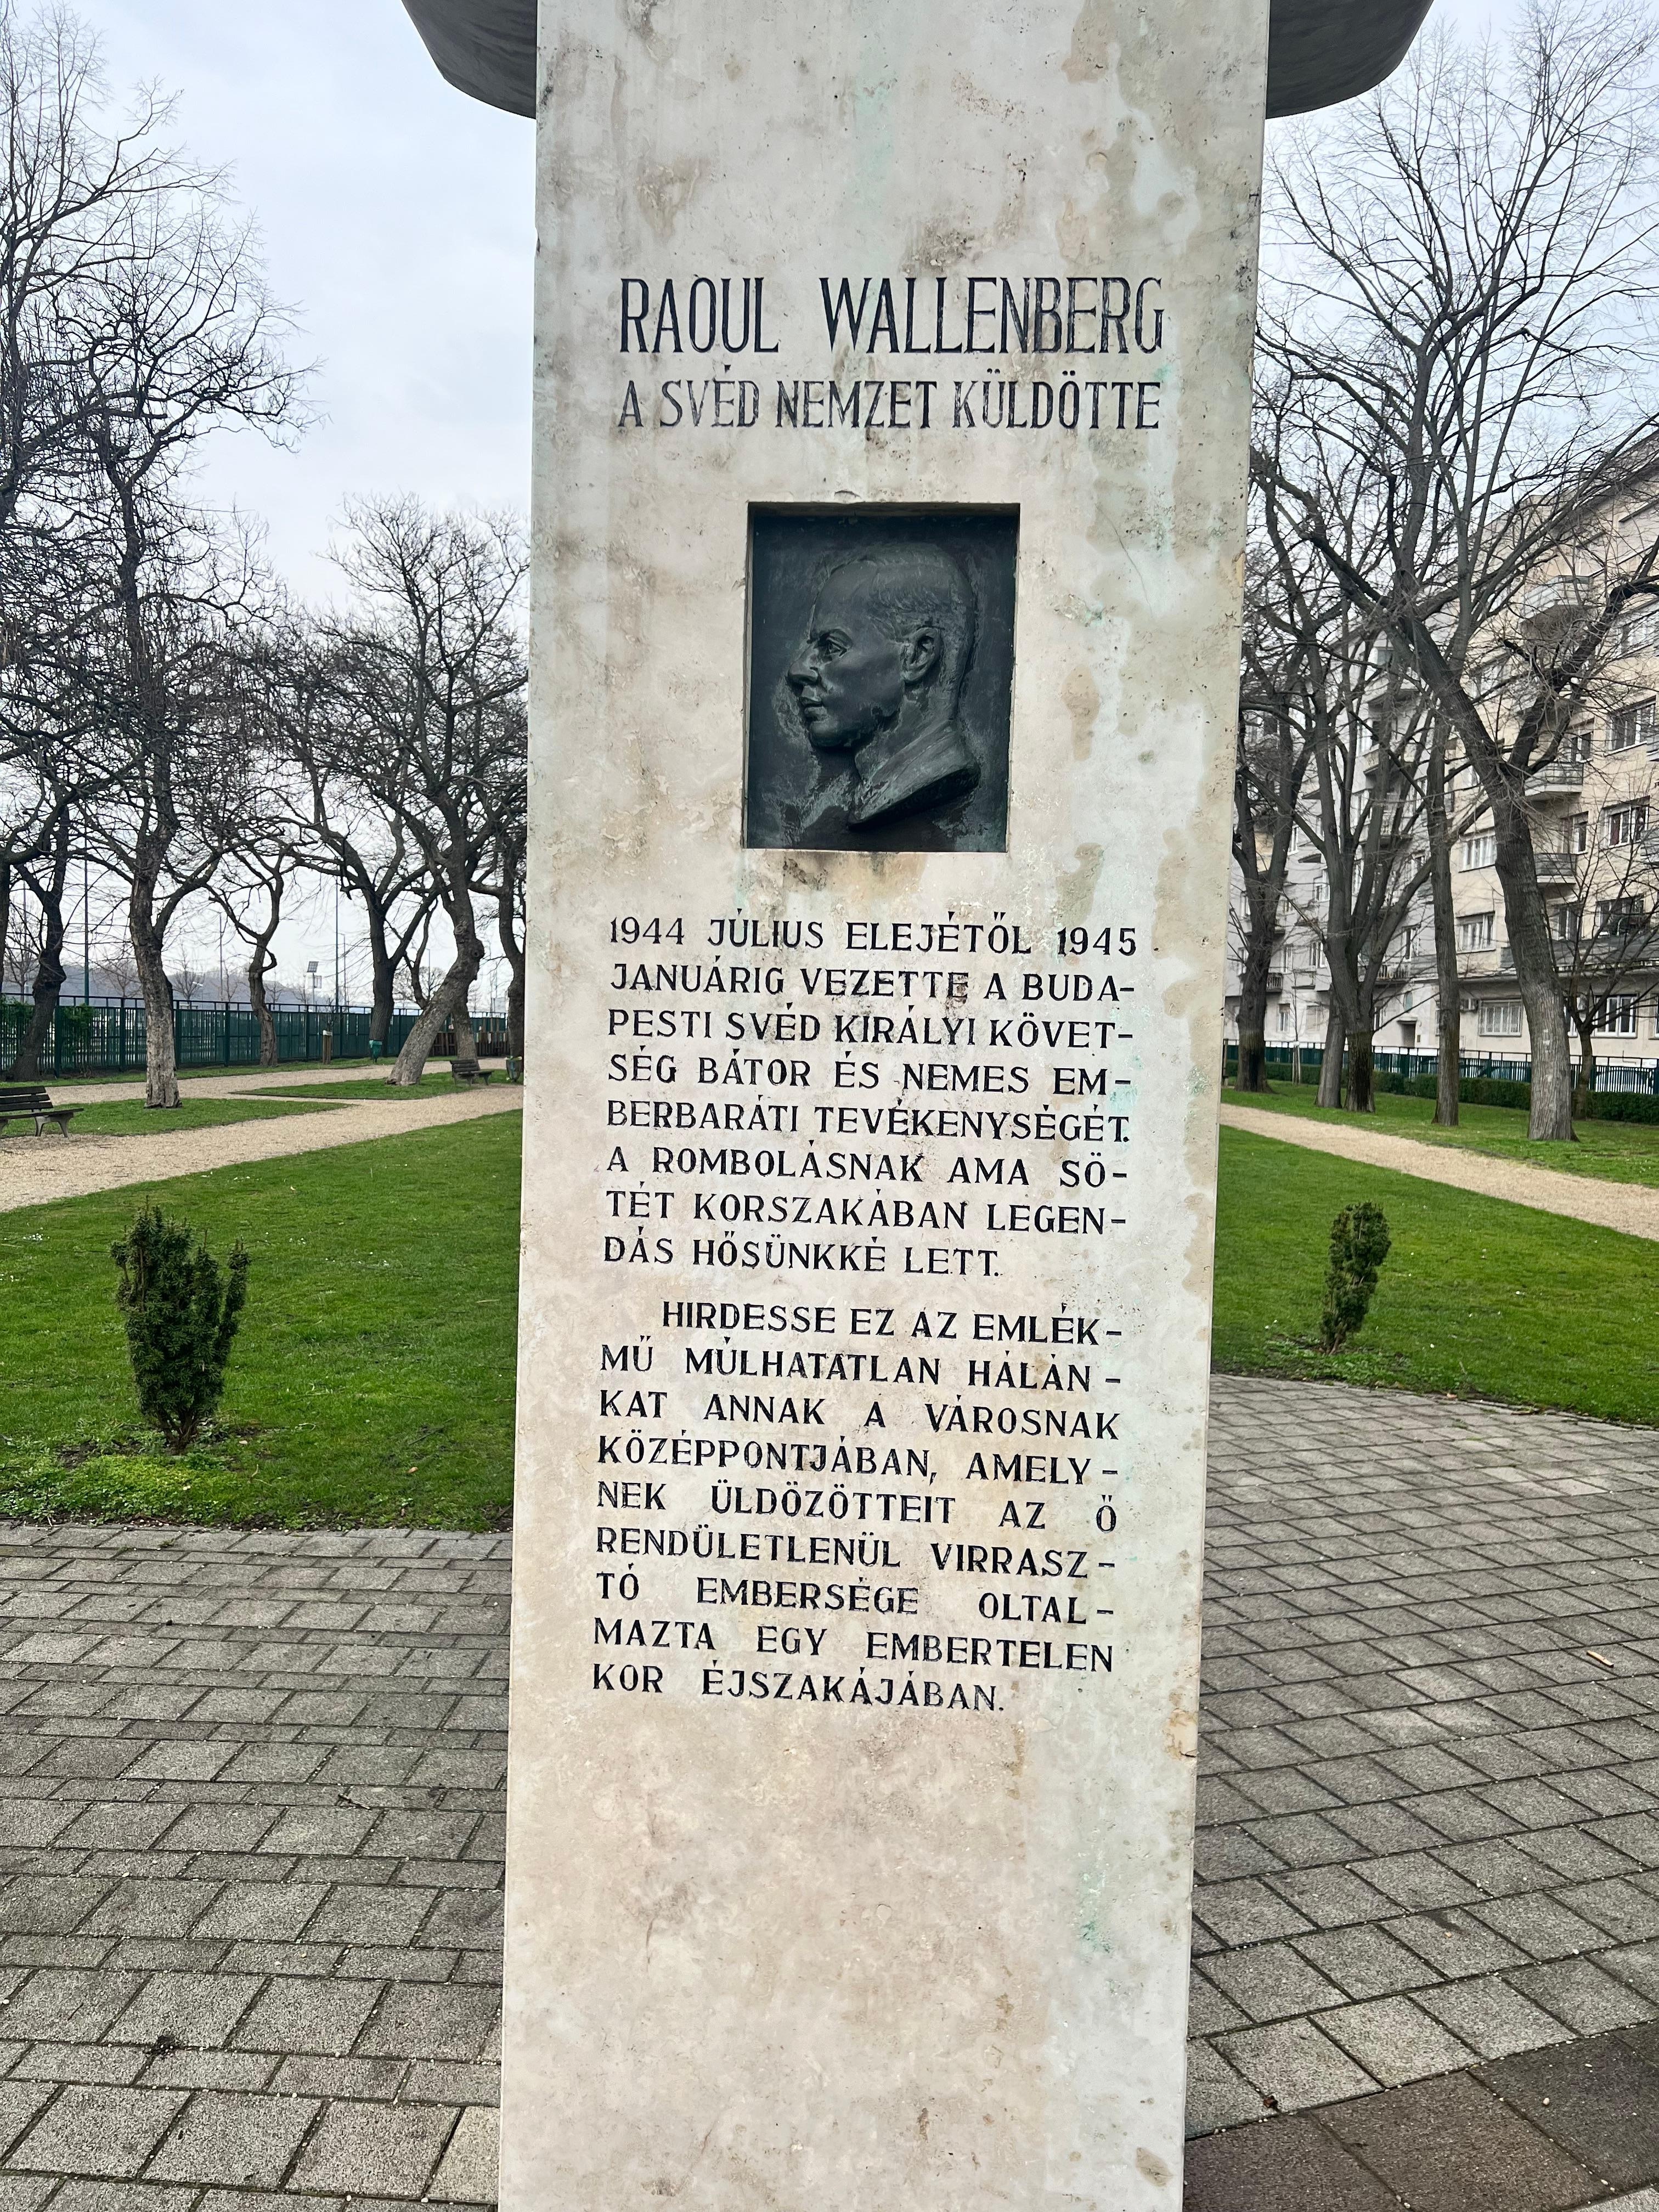 RAOUL WALLENBERG
A SVÉD NEMZET KÜLDÖTTE
1944 JÚLIUS ELEJÉTŐL 1945
JANUÁRIG VEZETTE A BUDA-
PESTI SVÉD KIRÁLYI KÖVET-
SÉG BÁTOR ÉS NEMES EM-
BERBARÁTI TEVÉKENYSÉGÉT.
A ROMBOLÁSNAK AMA SÖ-
TÉT KORSZAKÁBAN LEGEN-
DÁS HŐSÜNKKÉ LETT.
HIRDESSE EZ AZ EMLÉK-
MŰ MÚLHATATLAN HÁLÁN-
KAT ANNAK A VÁROSNAK
KÖZÉPPONTJÁBAN, AMELY-
NEK ÜLDÖZÖTTEIT AZ Ő
RENDÜLETLENÜL VIRRASZ-
TÓ EMBERSÉGE OLTAL-
MAZTA EGY EMBERTELEN
KOR ÉJSZAKÁJÁBAN.